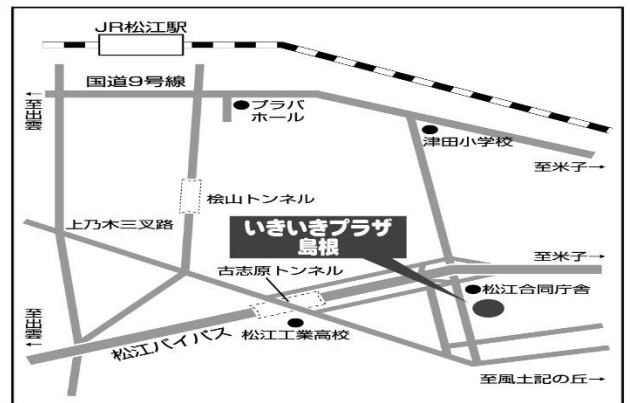 JR松江駅
国道9号線
←至出雲
プラバ
ホール
津田小学校
至米子→
桧山トンネル
上乃木三叉路
いきいきプラザ
島根
至米子→
古志原トンネル
松江合同庁舎
←至出雲
松江バイパス
松江工業高校
至風土記の丘→